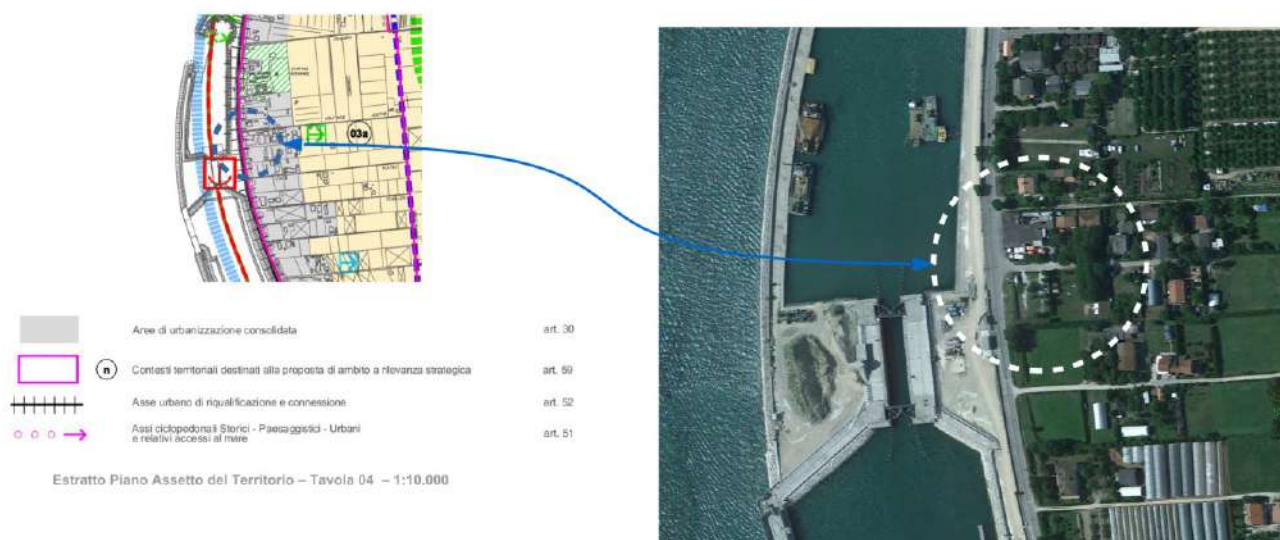 03a
Aree di urbanizzazione consolidata art. 30
n Contesti territoriali destinati alla proposta di ambito a rilevanza strategica art. 59
Asse urbano di riqualificazione e connessione art. 52
Assi ciclopedonali Storici - Paesaggistici - Urbani
e relativi accessi al mare art. 51
Estratto Piano Assetto del Territorio – Tavola 04 – 1:10.000